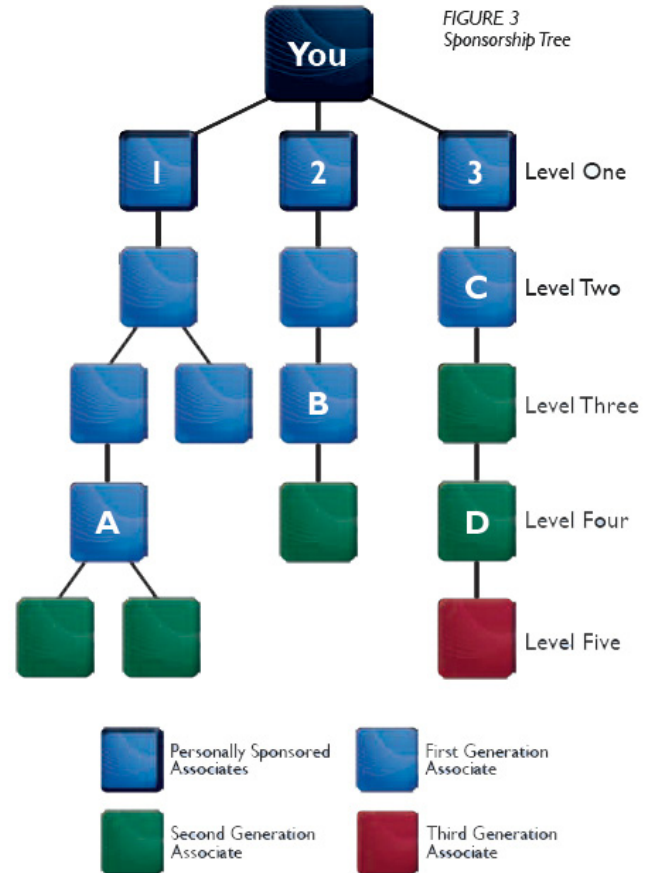 FIGURE 3
Sponsorship Tree
You
1
2
3
Level One
C
Level Two
B
Level Three
A
D
Level Four
Level Five
Personally Sponsored
Associates
First Generation
Associate
Second Generation
Associate
Third Generation
Associate